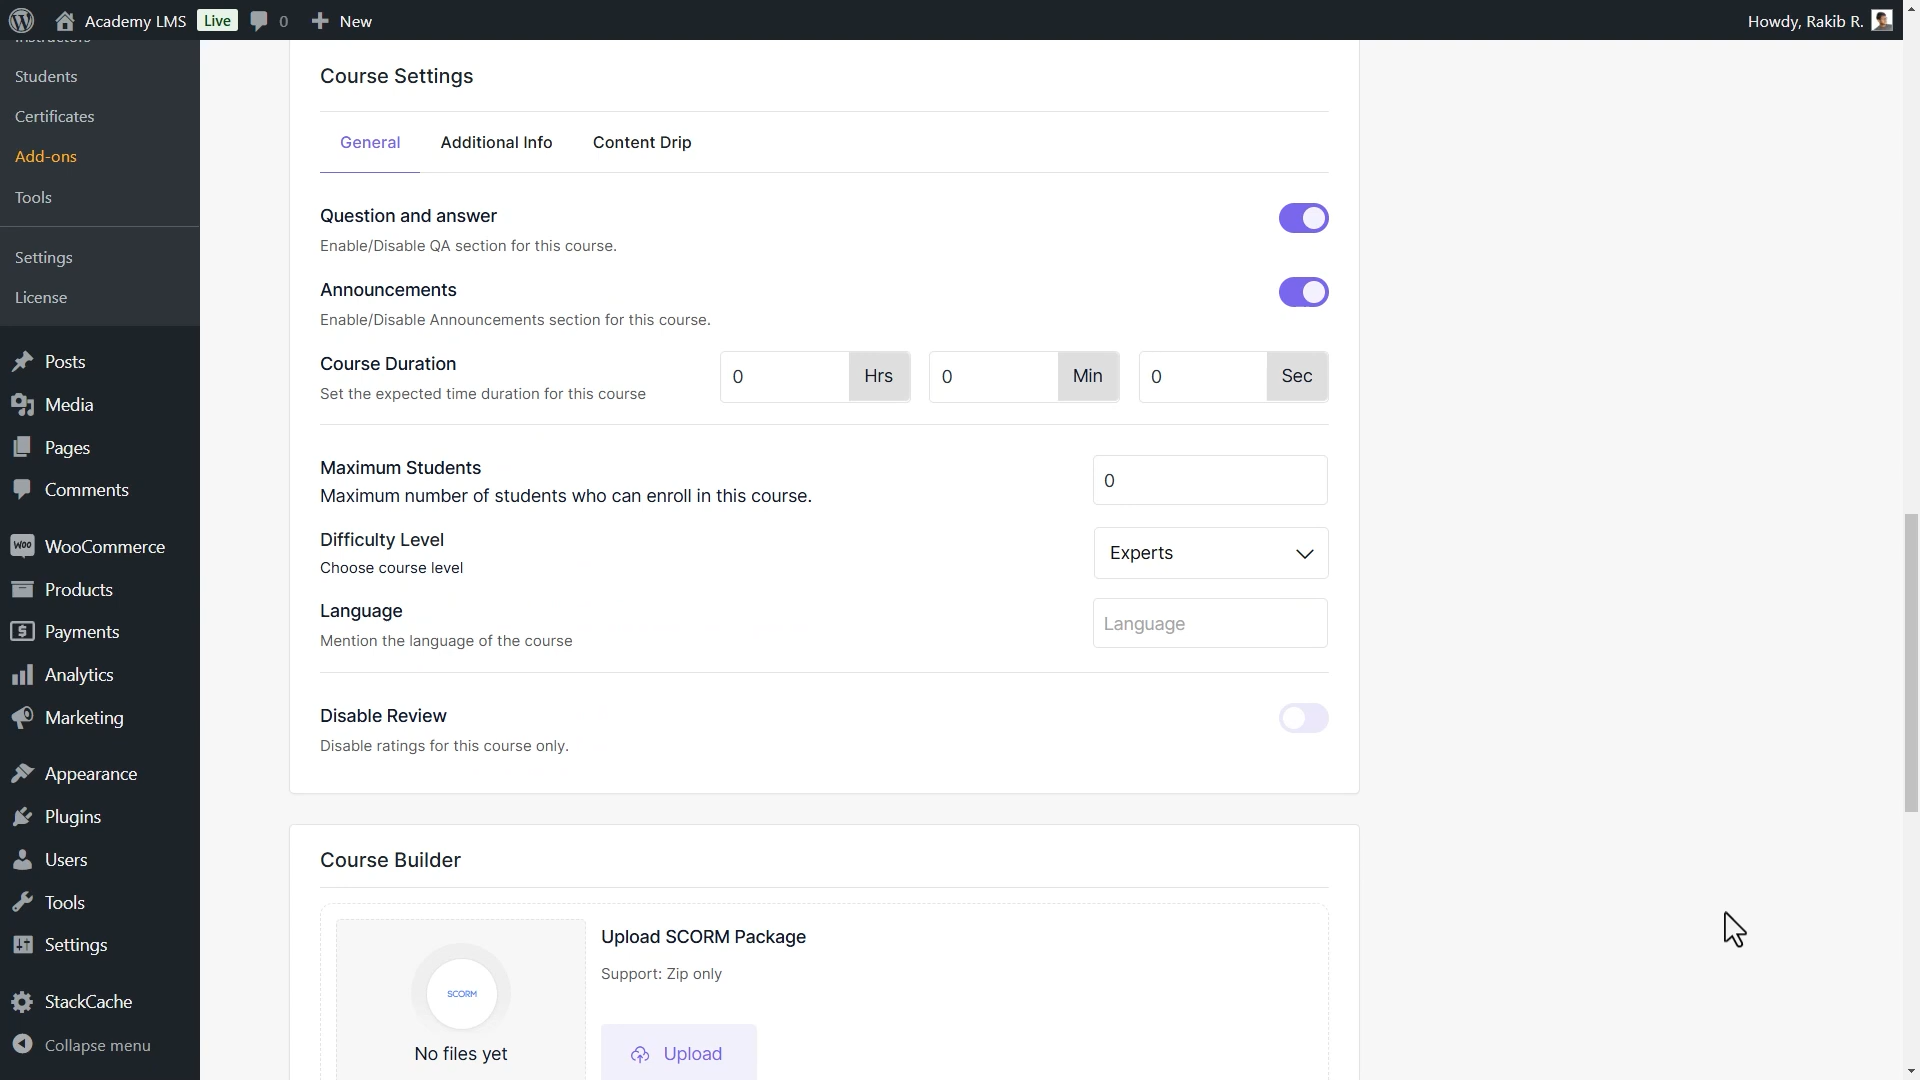 Academy LMS Live 0 New Howdy, Rakib R.
Students
Certificates
Add-ons
Tools
Settings
License
Posts
Media
Pages
Comments
WooCommerce
Products
Payments
Analytics
Marketing
Appearance
Plugins
Users
Tools
Settings
StackCache
Collapse menu
Course Settings
General Additional Info Content Drip
Question and answer
Enable/Disable QA section for this course.
Announcements
Enable/Disable Announcements section for this course.
Course Duration
Set the expected time duration for this course
0 Hrs 0 Min 0 Sec
Maximum Students
Maximum number of students who can enroll in this course.
0
Difficulty Level
Choose course level
Experts
Language
Mention the language of the course
Language
Disable Review
Disable ratings for this course only.
Course Builder
SCORM
No files yet
Upload SCORM Package
Support: Zip only
Upload